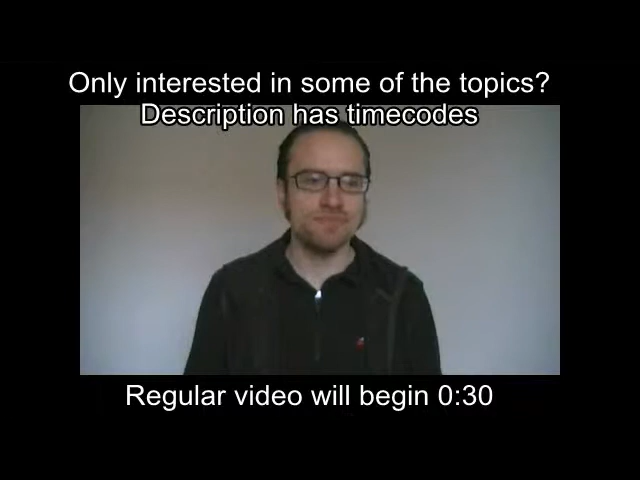 Only interested in some of the topics?
Description has timecodes
Regular video will begin 0:30